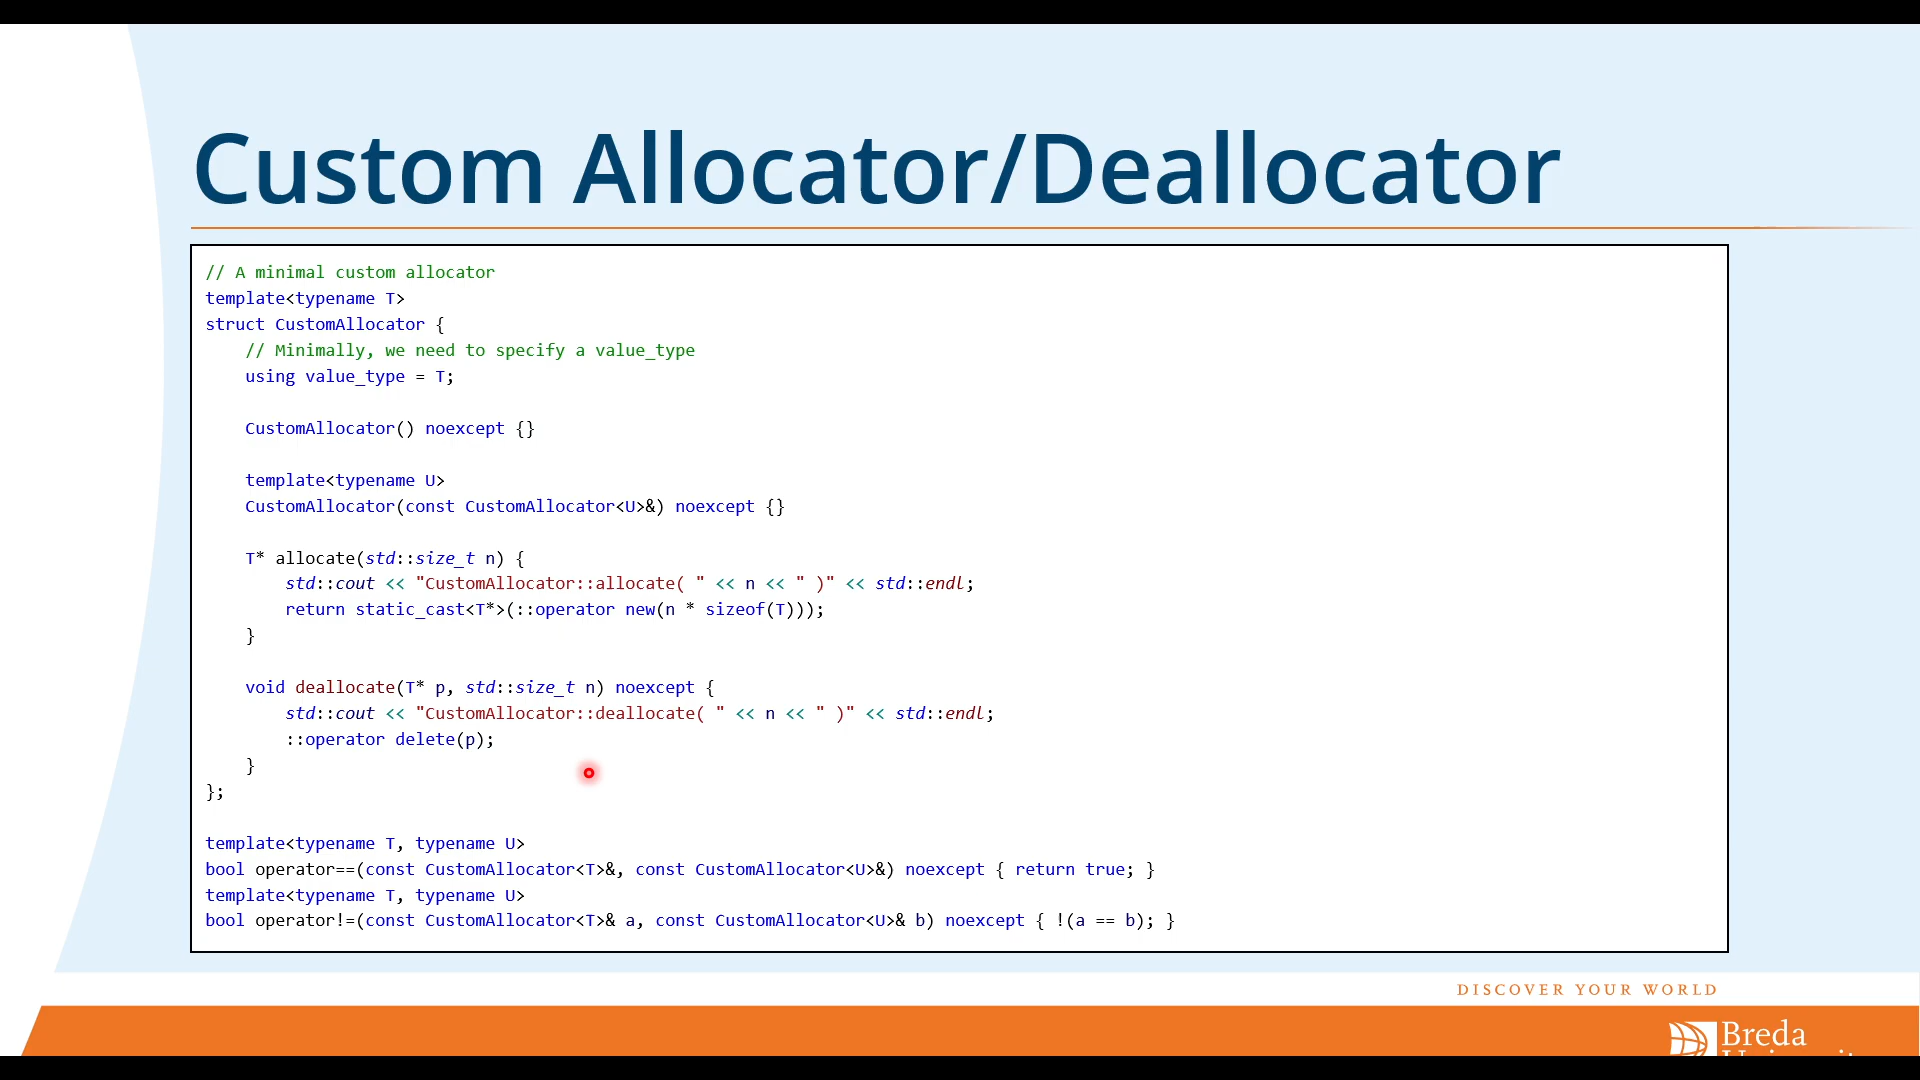 Custom Allocator/Deallocator
// A minimal custom allocator
template<typename T>
struct CustomAllocator {
    // Minimally, we need to specify a value_type
    using value_type = T;
    CustomAllocator() noexcept {}
    template<typename U>
    CustomAllocator(const CustomAllocator<U>&) noexcept {}
    T* allocate(std::size_t n) {
        std::cout << "CustomAllocator::allocate( " << n << " )" << std::endl;
        return static_cast<T*>(::operator new(n * sizeof(T)));
    }
    void deallocate(T* p, std::size_t n) noexcept {
        std::cout << "CustomAllocator::deallocate( " << n << " )" << std::endl;
        ::operator delete(p);
    }
};
template<typename T, typename U>
bool operator==(const CustomAllocator<T>&, const CustomAllocator<U>&) noexcept { return true; }
template<typename T, typename U>
bool operator!=(const CustomAllocator<T>& a, const CustomAllocator<U>& b) noexcept { !(a == b); }
DISCOVER YOUR WORLD
Breda